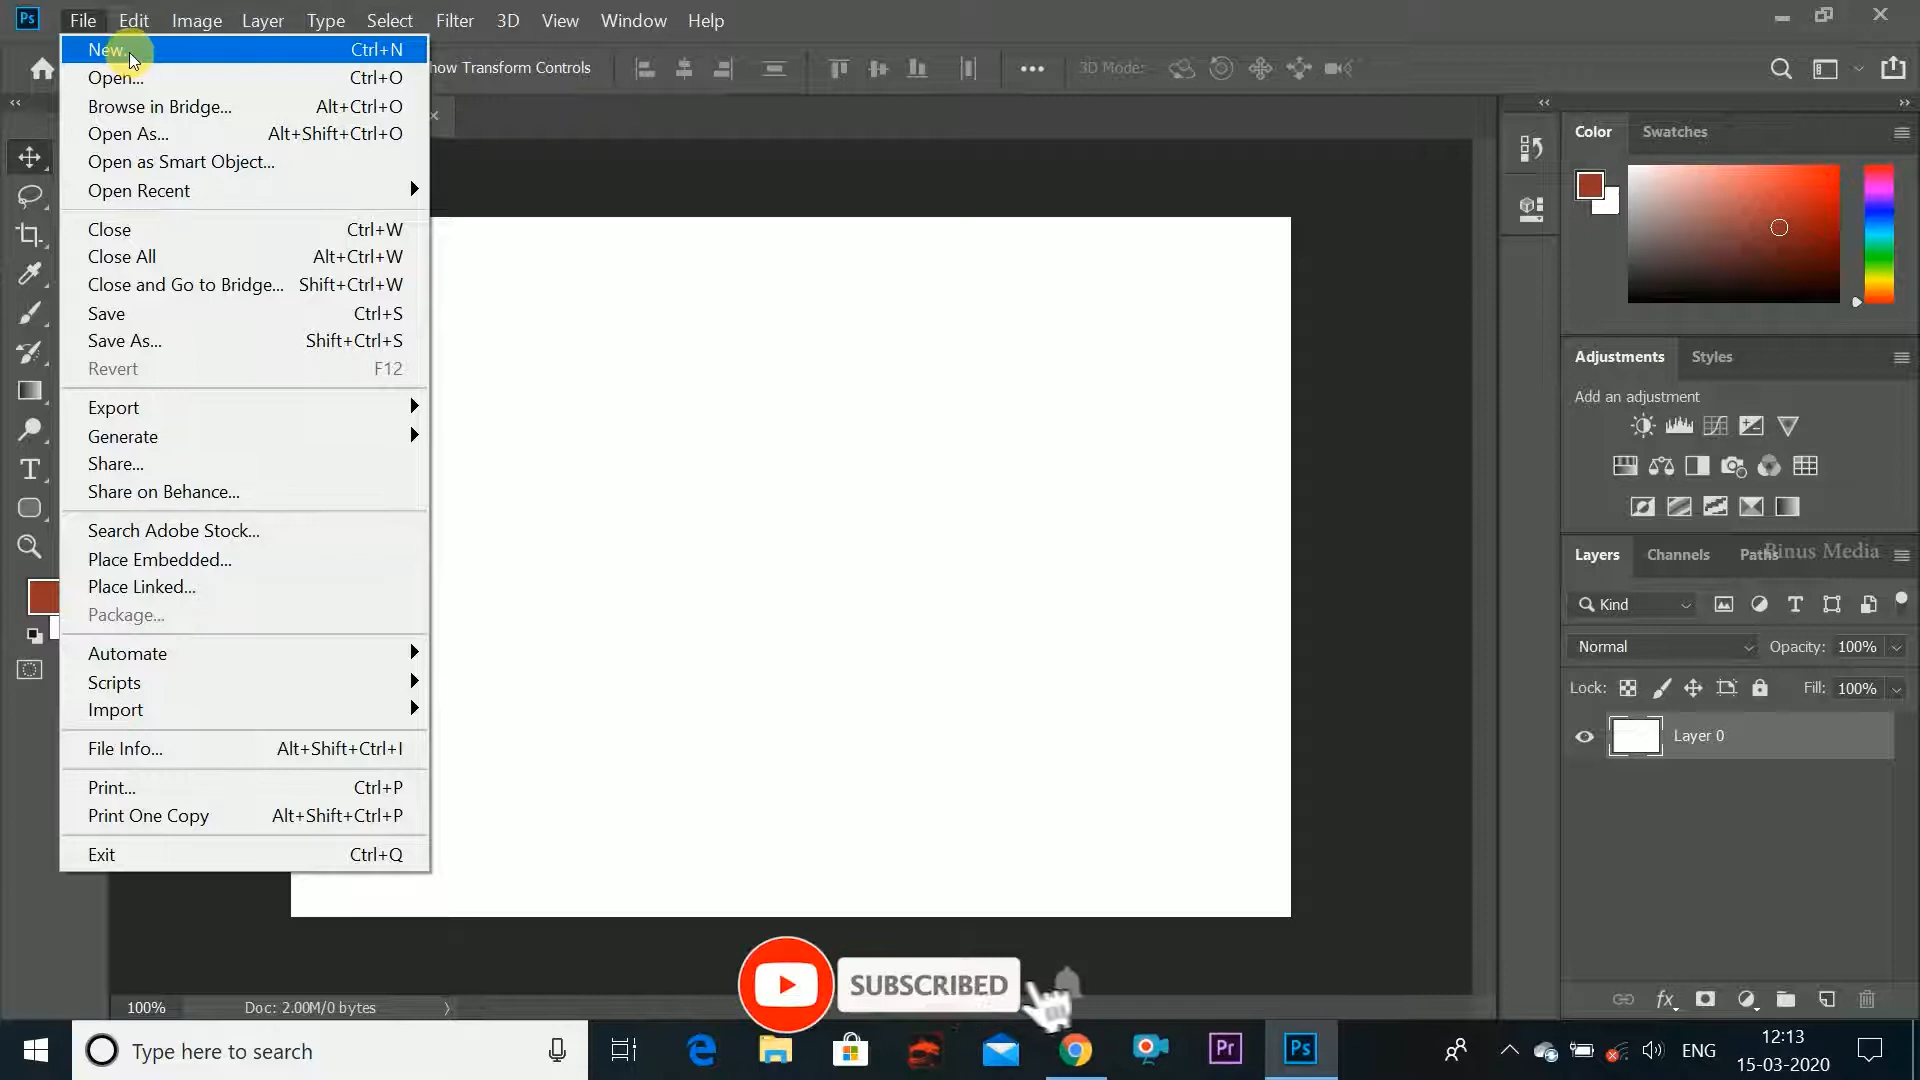 Ps File Edit Image Layer Type Select Filter 3D View Window Help
New... Ctrl+N
Open... Ctrl+O
Browse in Bridge... Alt+Ctrl+O
Open As... Alt+Shift+Ctrl+O
Open as Smart Object...
Open Recent
Close Ctrl+W
Close All Alt+Ctrl+W
Close and Go to Bridge... Shift+Ctrl+W
Save Ctrl+S
Save As... Shift+Ctrl+S
Revert F12
Export
Generate
Share...
Share on Behance...
Search Adobe Stock...
Place Embedded...
Place Linked...
Package...
Automate
Scripts
Import
File Info... Alt+Shift+Ctrl+I
Print... Ctrl+P
Print One Copy Alt+Shift+Ctrl+P
Exit Ctrl+Q
how Transform Controls
3D Mode:
Color Swatches
Adjustments Styles
Add an adjustment
Layers Channels Paths
Rinus Media
Kind
Normal Opacity: 100%
Lock: Fill: 100%
Layer 0
100% Doc: 2.00M/0 bytes
SUBSCRIBED
Type here to search
Pr Ps
ENG
12:13
15-03-2020